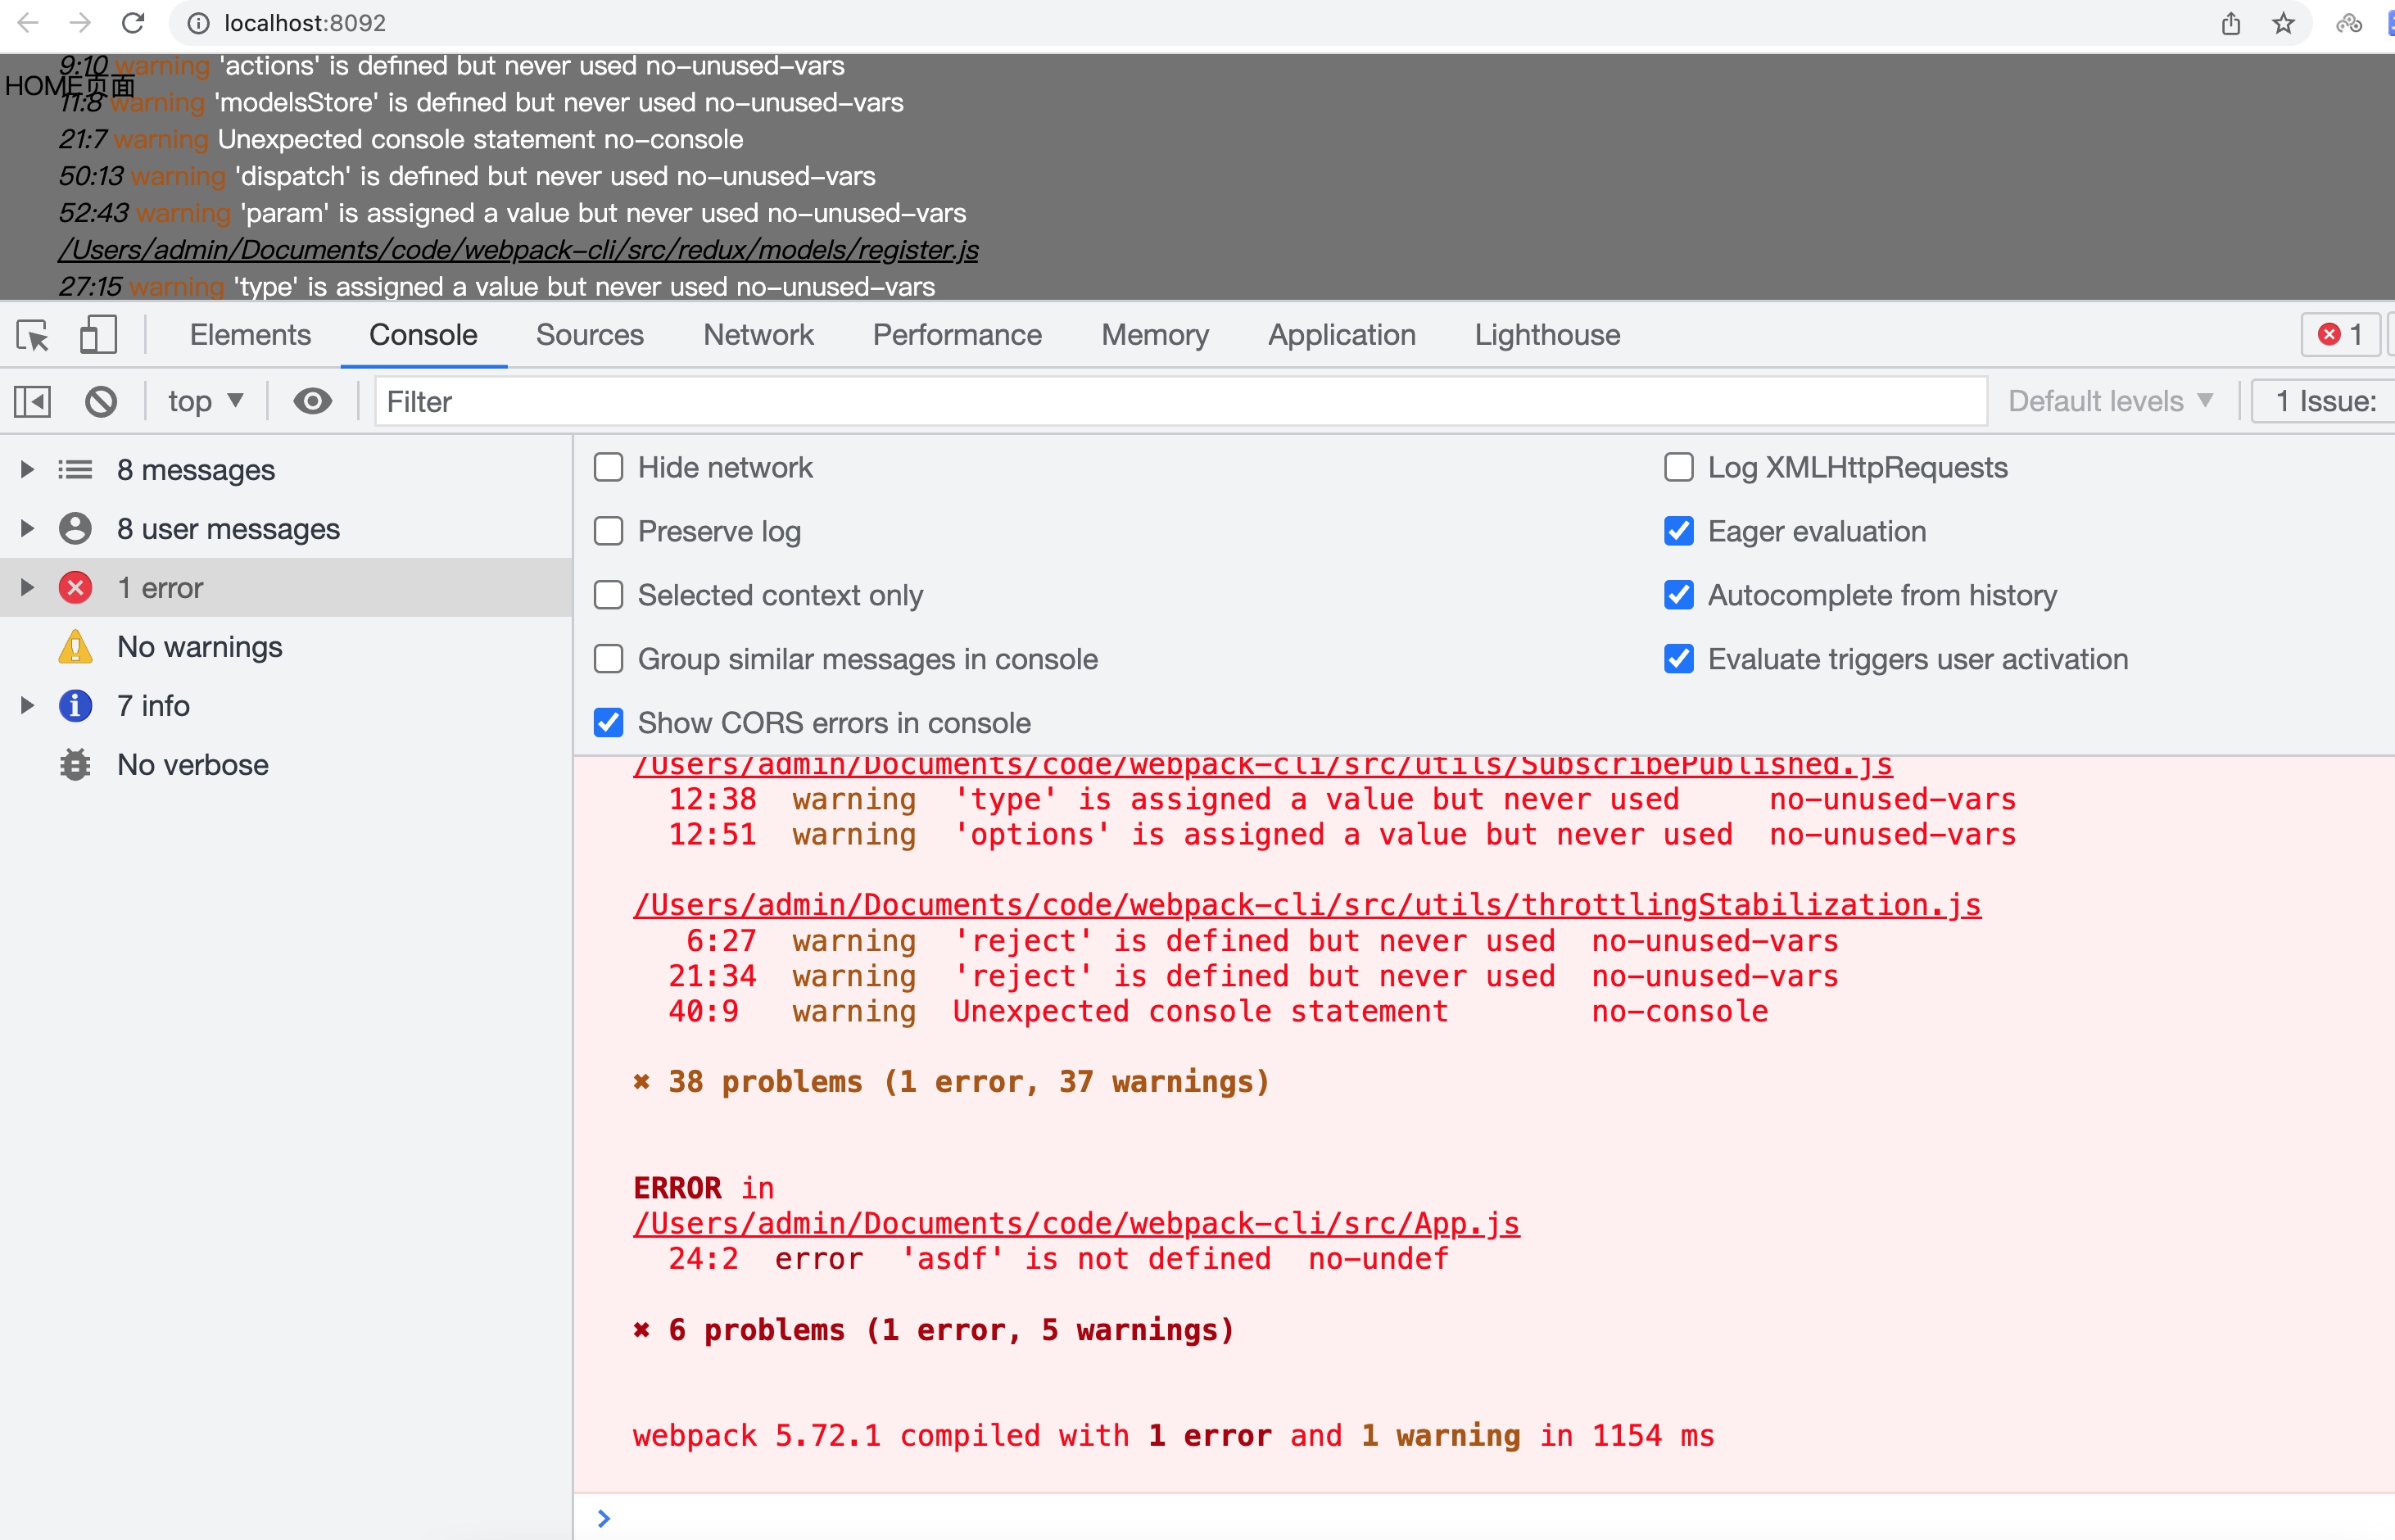 localhost:8092
9:10 warning 'actions' is defined but never used no-unused-vars
HOME页面
11:8 warning 'modelsStore' is defined but never used no-unused-vars
21:7 warning Unexpected console statement no-console
50:13 warning 'dispatch' is defined but never used no-unused-vars
52:43 warning 'param' is assigned a value but never used no-unused-vars
/Users/admin/Documents/code/webpack-cli/src/redux/models/register.js
27:15 warning 'type' is assigned a value but never used no-unused-vars
Elements Console Sources Network Performance Memory Application Lighthouse 1
top Filter Default levels 1 Issue:
8 messages
8 user messages
1 error
No warnings
7 info
No verbose
Hide network
Log XMLHttpRequests
Preserve log
Eager evaluation
Selected context only
Autocomplete from history
Group similar messages in console
Evaluate triggers user activation
Show CORS errors in console
/Users/admin/Documents/code/webpack-cli/src/utils/SubscribePublished.js
12:38 warning 'type' is assigned a value but never used no-unused-vars
12:51 warning 'options' is assigned a value but never used no-unused-vars
/Users/admin/Documents/code/webpack-cli/src/utils/throttlingStabilization.js
6:27 warning 'reject' is defined but never used no-unused-vars
21:34 warning 'reject' is defined but never used no-unused-vars
40:9 warning Unexpected console statement no-console
✖ 38 problems (1 error, 37 warnings)
ERROR in
/Users/admin/Documents/code/webpack-cli/src/App.js
24:2 error 'asdf' is not defined no-undef
✖ 6 problems (1 error, 5 warnings)
webpack 5.72.1 compiled with 1 error and 1 warning in 1154 ms